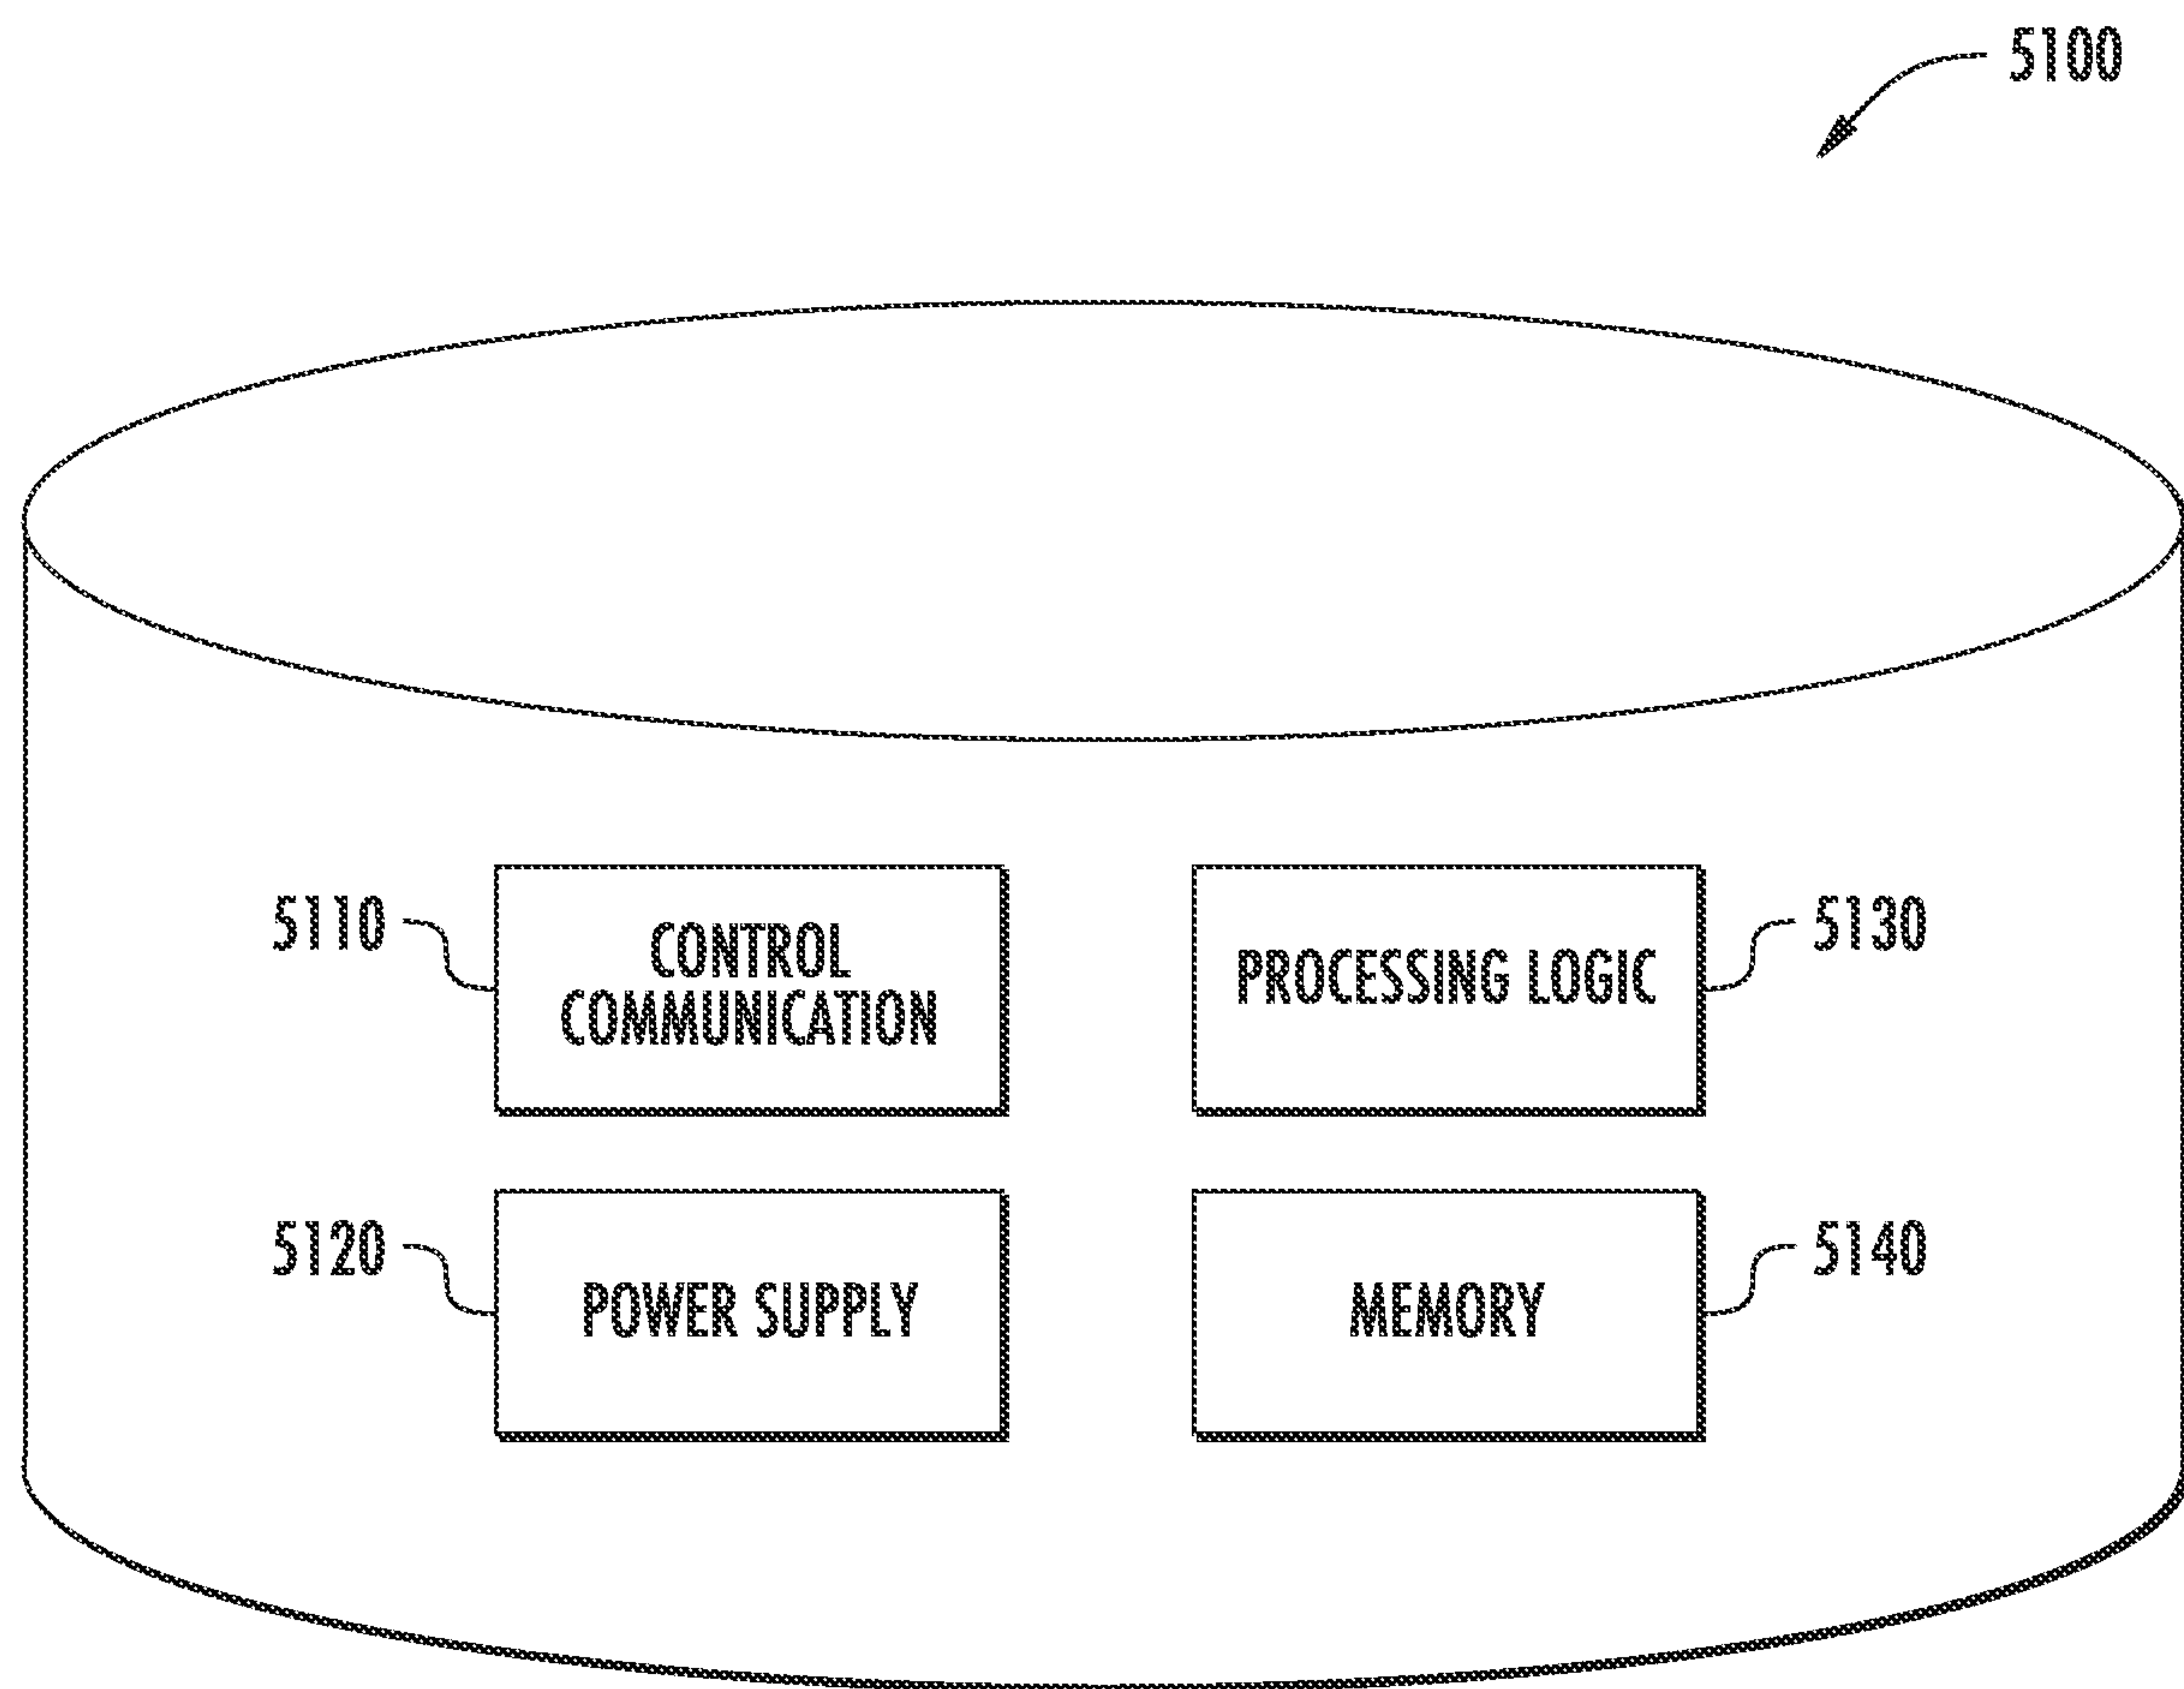 5100
5110
CONTROL
COMMUNICATION
PROCESSING LOGIC
5130
5120
POWER SUPPLY
MEMORY
5140